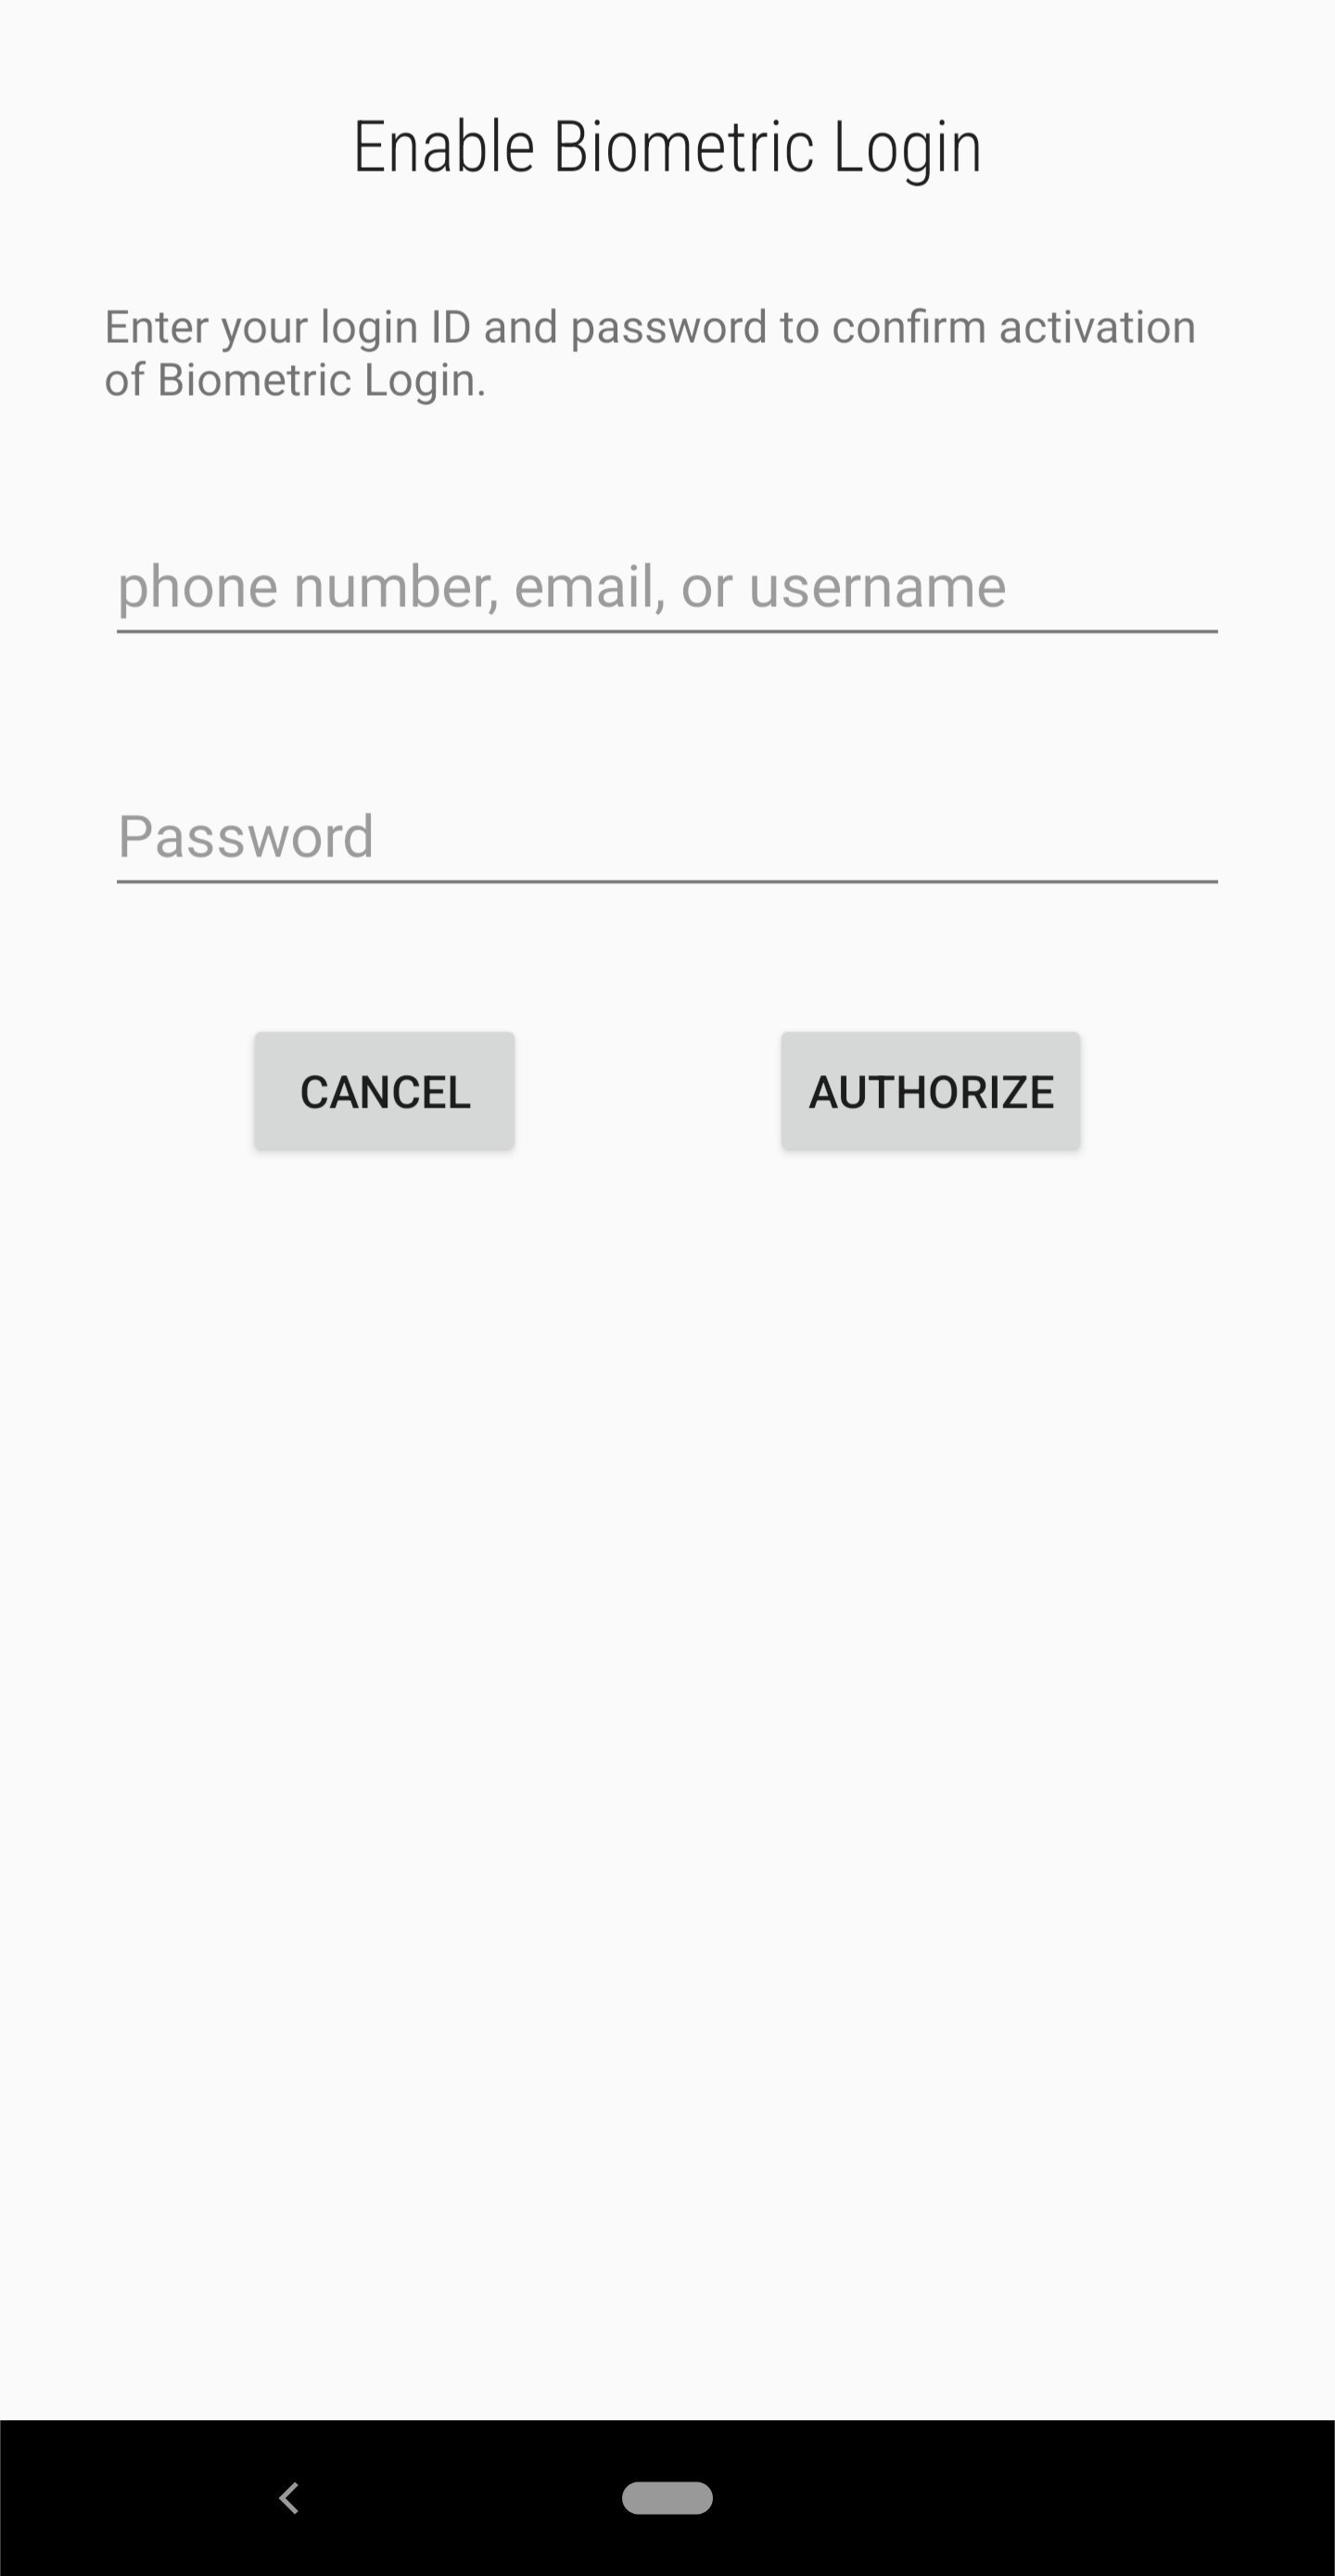 Enable Biometric Login
Enter your login ID and password to confirm activation
of Biometric Login.
phone number, email, or username
Password
CANCEL
AUTHORIZE